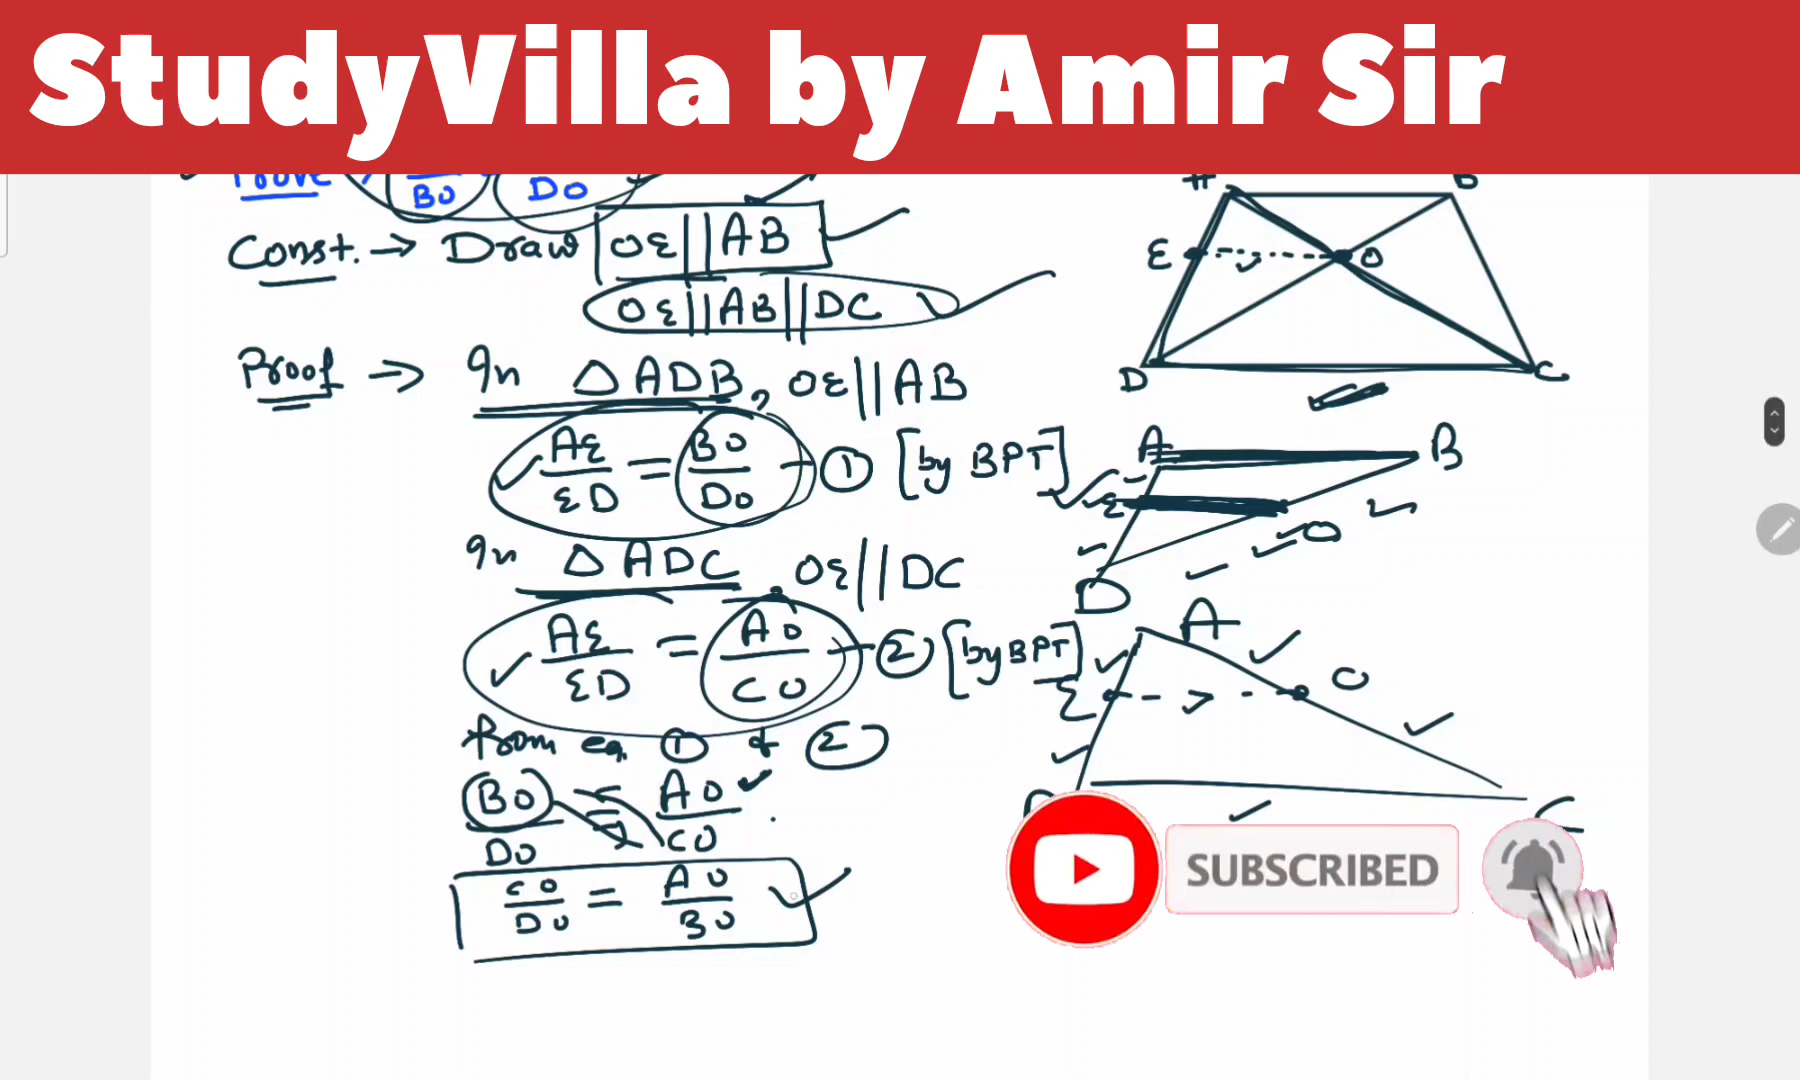 StudyVilla by Amir Sir
Prove
BO DO
Const. → Draw OE||AB
OE||AB||DC
Proof → In △ADB, OE||AB
AE/ED = BO/DO - ① [by BPT]
In △ADC, OE||DC
AE/ED = AO/CO - ② [by BPT]
from eq. ① & ②
BO/DO = AO/CO
CO/DO = AO/BO
A B
E O
D C
A B
E O
D
A
E O
D C
SUBSCRIBED